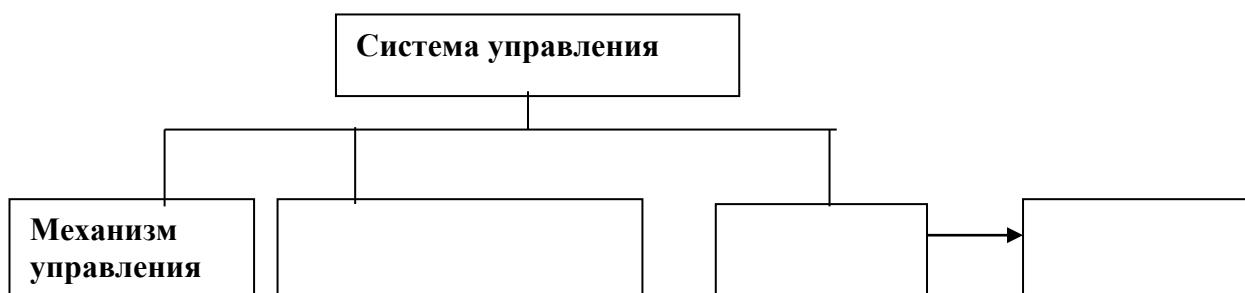 Система управления
Механизм
управления